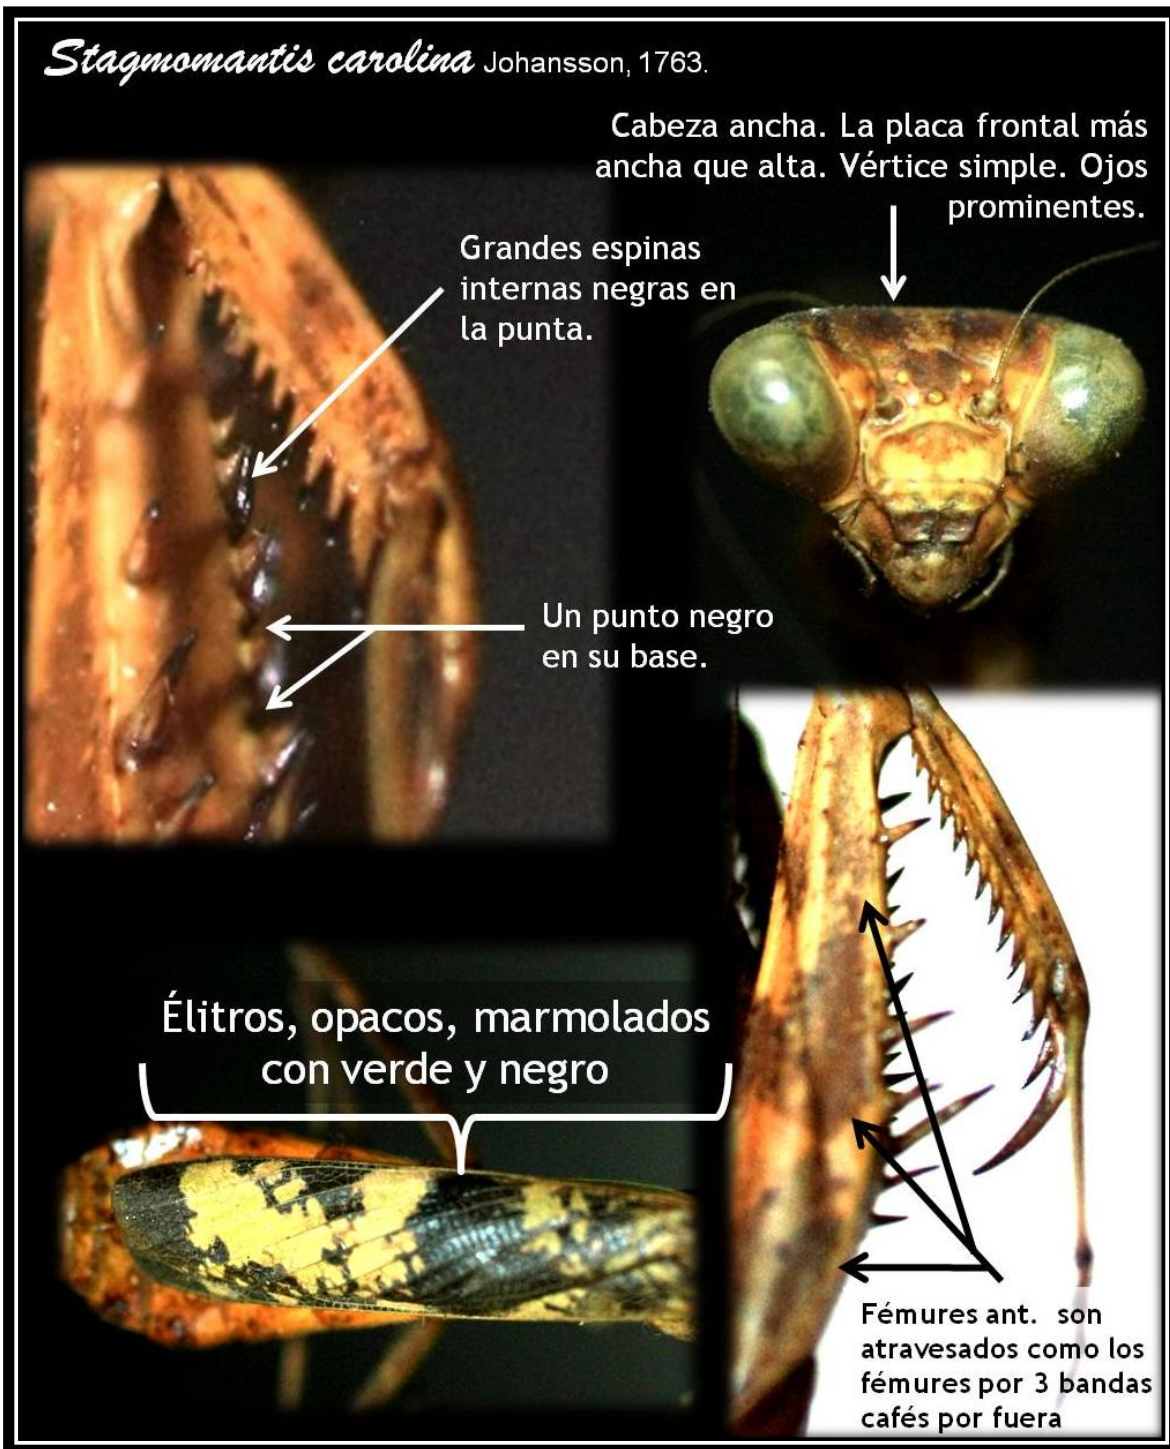 Stagmomantis carolina Johansson, 1763.
Cabeza ancha. La placa frontal más
ancha que alta. Vértice simple. Ojos
prominentes.
Grandes espinas
internas negras en
la punta.
Un punto negro
en su base.
Élitros, opacos, marmolados
con verde y negro
Fémures ant. son
atravesados como los
fémures por 3 bandas
cafés por fuera